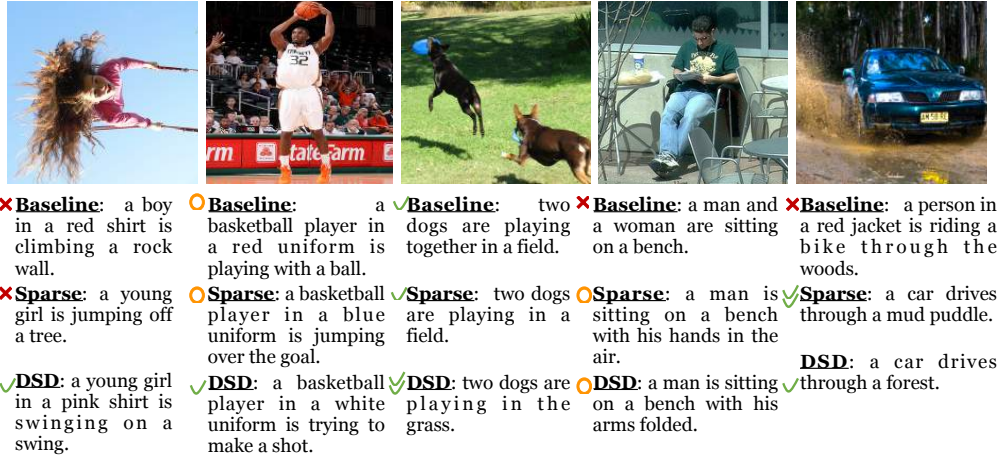 32
rm
StateFarm
AM 58 RE
Baseline: a boy
in a red shirt is
climbing a rock
wall.
Sparse: a young
girl is jumping off
a tree.
DSD: a young girl
in a pink shirt is
swinging on a
swing.
Baseline: a
basketball player in
a red uniform is
playing with a ball.
Sparse: a basketball
player in a blue
uniform is jumping
over the goal.
DSD: a basketball
player in a white
uniform is trying to
make a shot.
Baseline: two
dogs are playing
together in a field.
Sparse: two dogs
are playing in a
field.
DSD: two dogs are
playing in the
grass.
Baseline: a man and
a woman are sitting
on a bench.
Sparse: a man is
sitting on a bench
with his hands in the
air.
DSD: a man is sitting
on a bench with his
arms folded.
Baseline: a person in
a red jacket is riding a
bike through the
woods.
Sparse: a car drives
through a mud puddle.
DSD: a car drives
through a forest.